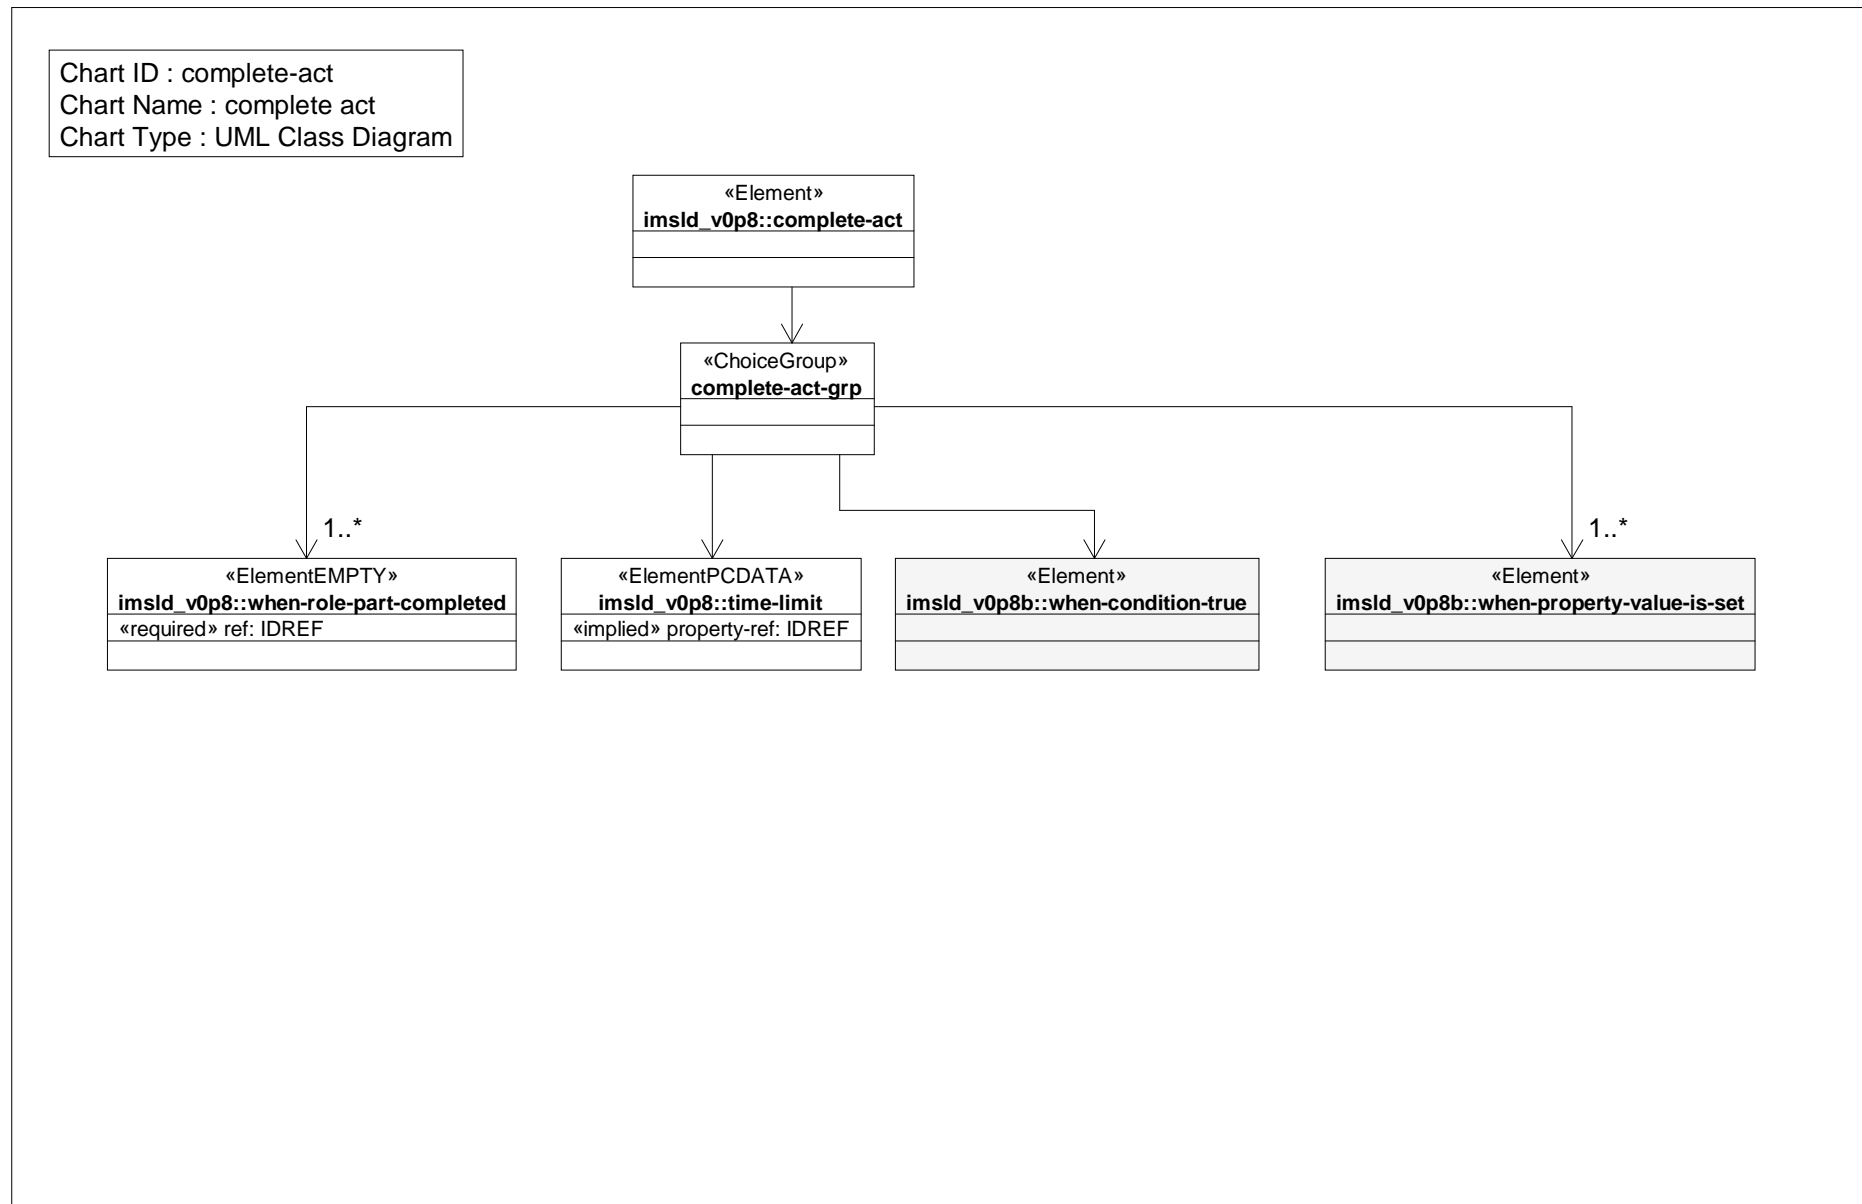 Chart ID : complete-act
Chart Name : complete act
Chart Type : UML Class Diagram
«Element»
imsld_v0p8::complete-act
«ChoiceGroup»
complete-act-grp
1..*
1..*
«ElementEMPTY»
imsld_v0p8::when-role-part-completed
«required» ref: IDREF
«ElementPCDATA»
imsld_v0p8::time-limit
«implied» property-ref: IDREF
«Element»
imsld_v0p8b::when-condition-true
«Element»
imsld_v0p8b::when-property-value-is-set